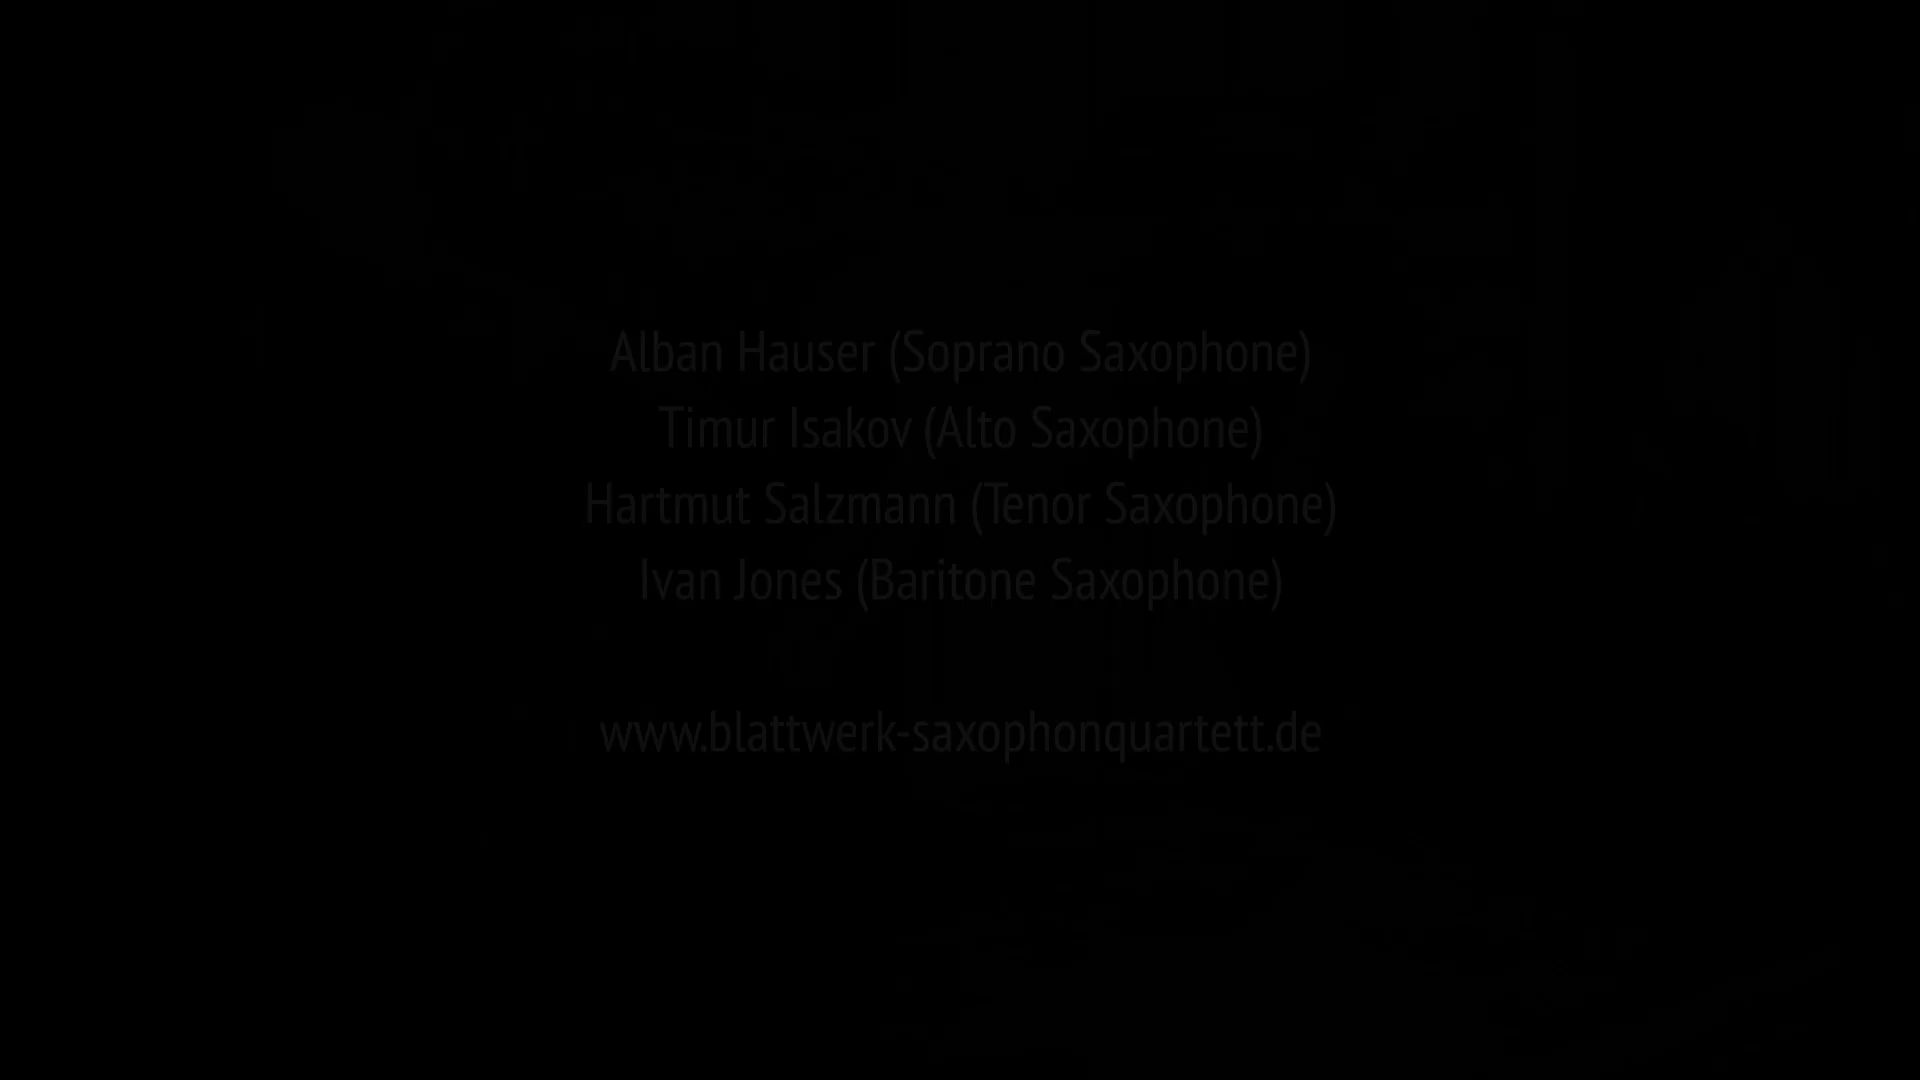 Alban Hauser (Soprano Saxophone)
Timur Isakov (Alto Saxophone)
Hartmut Salzmann (Tenor Saxophone)
Ivan Jones (Baritone Saxophone)
www.blattwerk-saxophonquartett.de